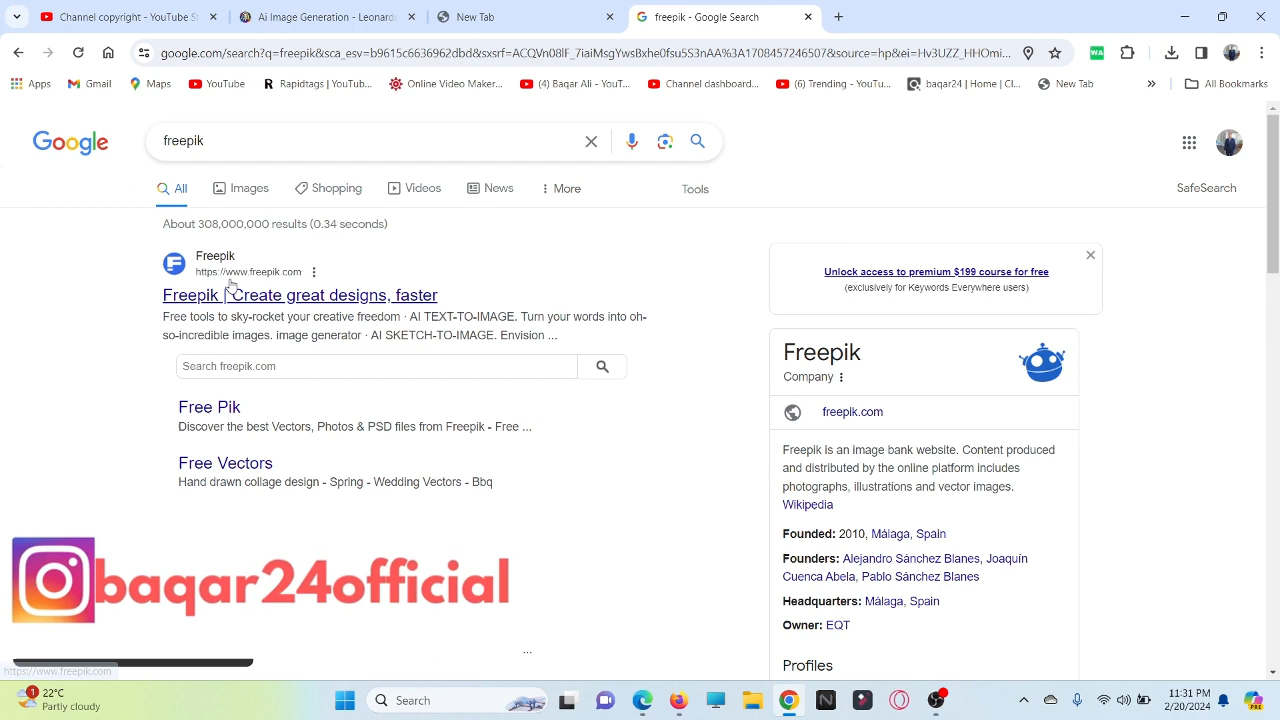 Channel copyright - YouTube S
AI Image Generation - Leonard
New Tab
freepik - Google Search
google.com/search?q=freepik&sca_esv=b9615c6636962fbd&sxsrf=ACQVn08lF_7iaiMsgYwsBxhe0fsu5S3nAA%3A1708457246507&source=hp&ei=Hv3UZZ_HHOmi...
Apps
Gmail
Maps
YouTube
Rapidtags | YouTub...
Online Video Maker...
(4) Baqar Ali - YouT...
Channel dashboard...
(4) Trending - YouTu...
baqar24 | Home | Cl...
New Tab
»
All Bookmarks
Google
freepik
All
Images
Shopping
Videos
News
More
Tools
SafeSearch
About 308,000,000 results (0.34 seconds)
Freepik
https://www.freepik.com
Freepik | Create great designs, faster
Free tools to sky-rocket your creative freedom · AI TEXT-TO-IMAGE. Turn your words into oh-
so-incredible images. image generator · AI SKETCH-TO-IMAGE. Envision ...
Search freepik.com
Free Pik
Discover the best Vectors, Photos & PSD files from Freepik - Free ...
Free Vectors
Hand drawn collage design - Spring - Wedding Vectors - Bbq
baqar24official
...
https://www.freepik.com
Unlock access to premium $199 course for free
(exclusively for Keywords Everywhere users)
Freepik
Company
freepik.com
Freepik is an image bank website. Content produced
and distributed by the online platform includes
photographs, illustrations and vector images.
Wikipedia
Founded: 2010, Málaga, Spain
Founders: Alejandro Sánchez Blanes, Joaquín
Cuenca Abela, Pablo Sánchez Blanes
Headquarters: Málaga, Spain
Owner: EQT
Profiles
1
22°C
Partly cloudy
Search
11:31 PM
2/20/2024